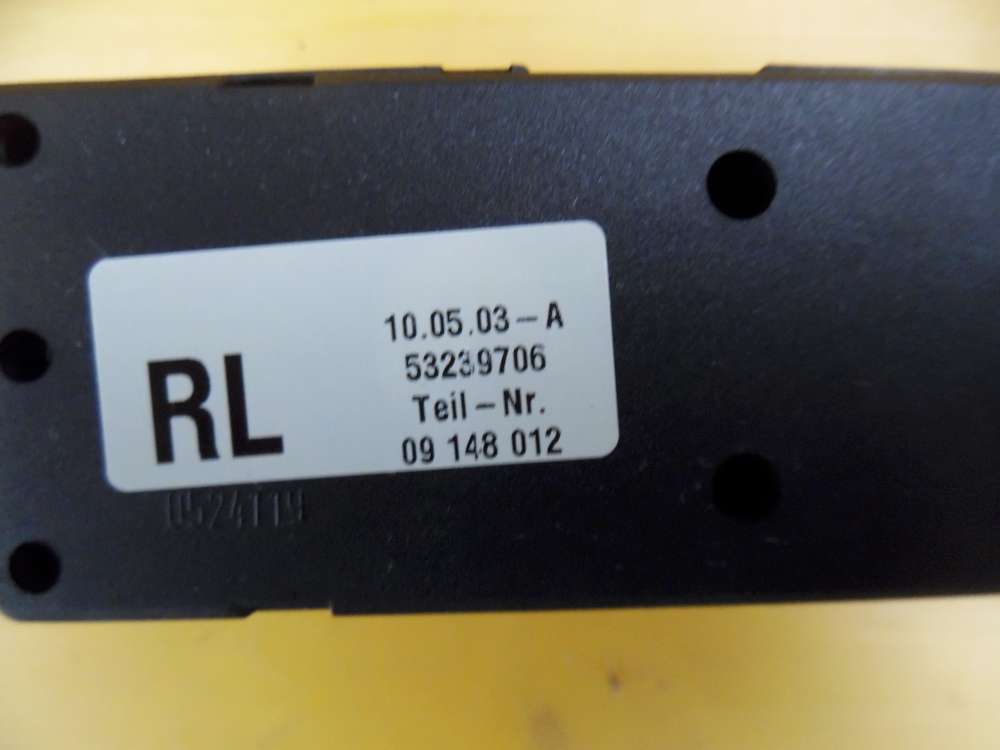 RL
10.05.03-A
53239706
Teil-Nr.
09 148 012